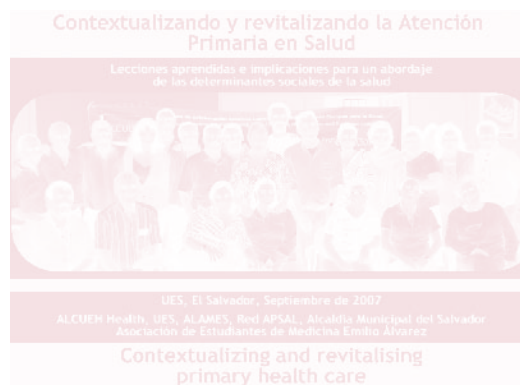 Contextualizando y revitalizando la Atención
Primaria en Salud
Lecciones aprendidas e implicaciones para un abordaje
de las determinantes sociales de la salud
UES, El Salvador, Septiembre de 2007
ALCUEH Health, UES, ALAMES, Red APSAL, Alcaldía Municipal del Salvador
Asociación de Estudiantes de Medicina Emilio Álvarez
Contextualizing and revitalising
primary health care